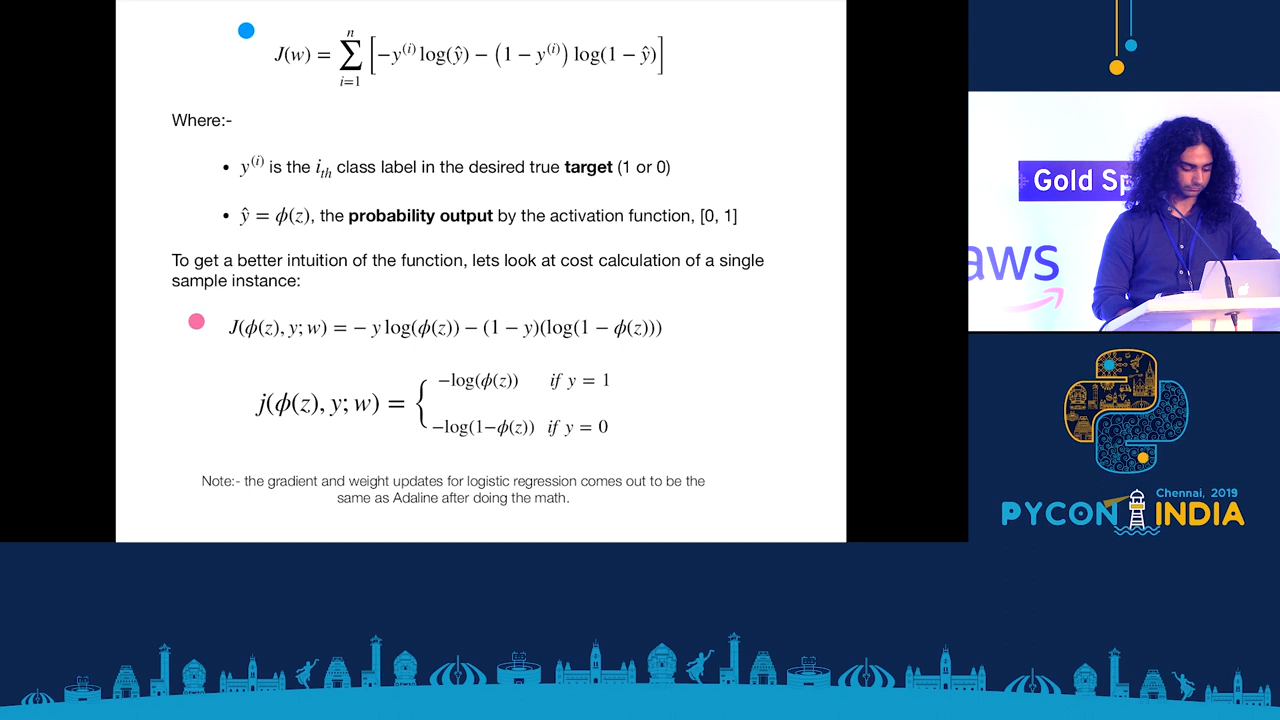 J(w) = ∑_{i=1}^{n} [−y^{(i)} log(ŷ) − (1 − y^{(i)}) log(1 − ŷ)]
Where:-
• y^{(i)} is the i_{th} class label in the desired true target (1 or 0)
• ŷ = ϕ(z), the probability output by the activation function, [0, 1]
To get a better intuition of the function, lets look at cost calculation of a single
sample instance:
J(ϕ(z), y; w) = − y log(ϕ(z)) − (1 − y)(log(1 − ϕ(z)))
j(ϕ(z), y; w) = {
−log(ϕ(z)) if y = 1
−log(1−ϕ(z)) if y = 0
Note:- the gradient and weight updates for logistic regression comes out to be the
same as Adaline after doing the math.
Gold Sp
aws
Chennai, 2019
PYCON INDIA